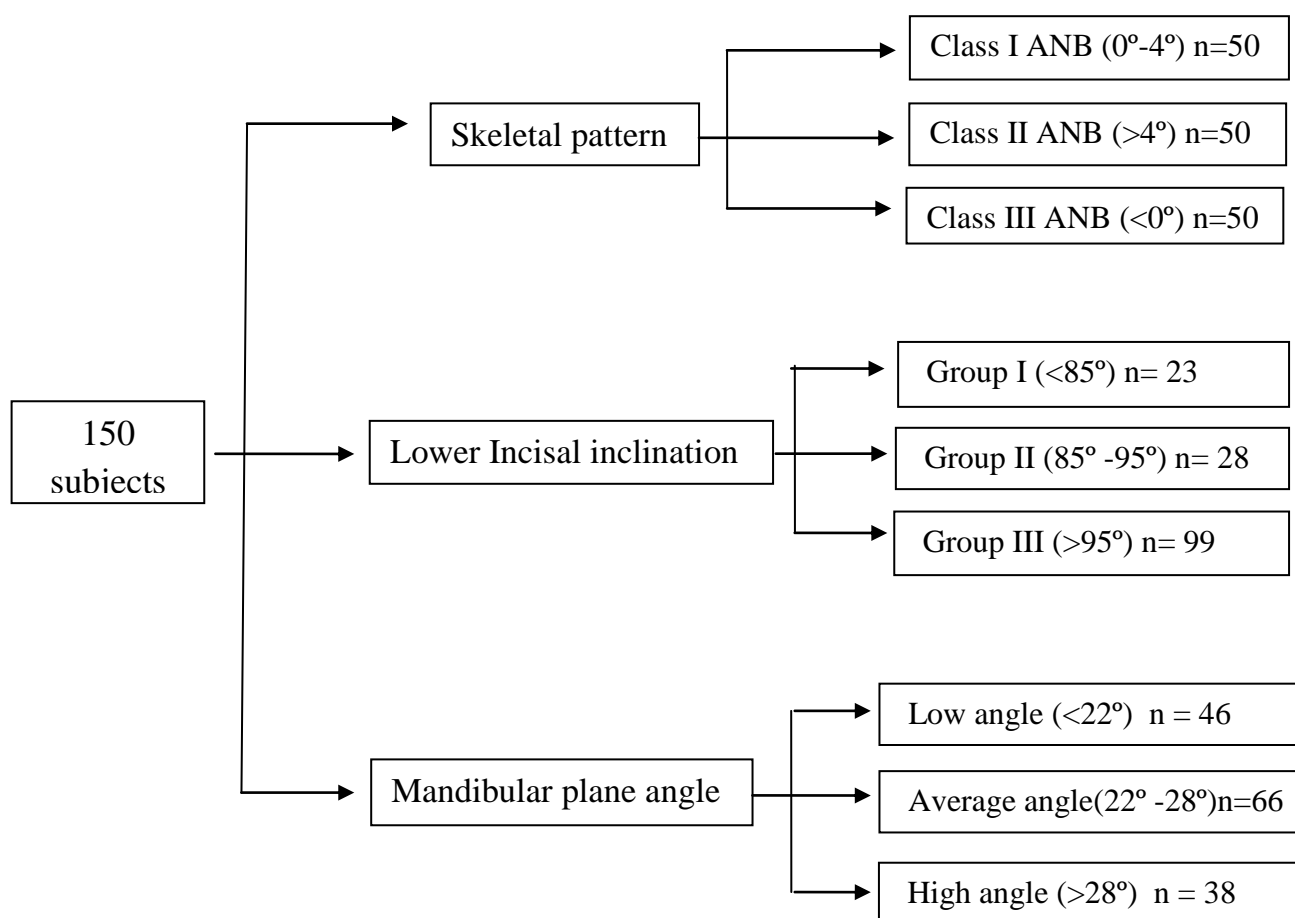 150
subjects
Skeletal pattern
Class I ANB (0º-4º) n=50
Class II ANB (>4º) n=50
Class III ANB (<0º) n=50
Lower Incisal inclination
Group I (<85º) n= 23
Group II (85º -95º) n= 28
Group III (>95º) n= 99
Mandibular plane angle
Low angle (<22º) n = 46
Average angle(22º -28º)n=66
High angle (>28º) n = 38